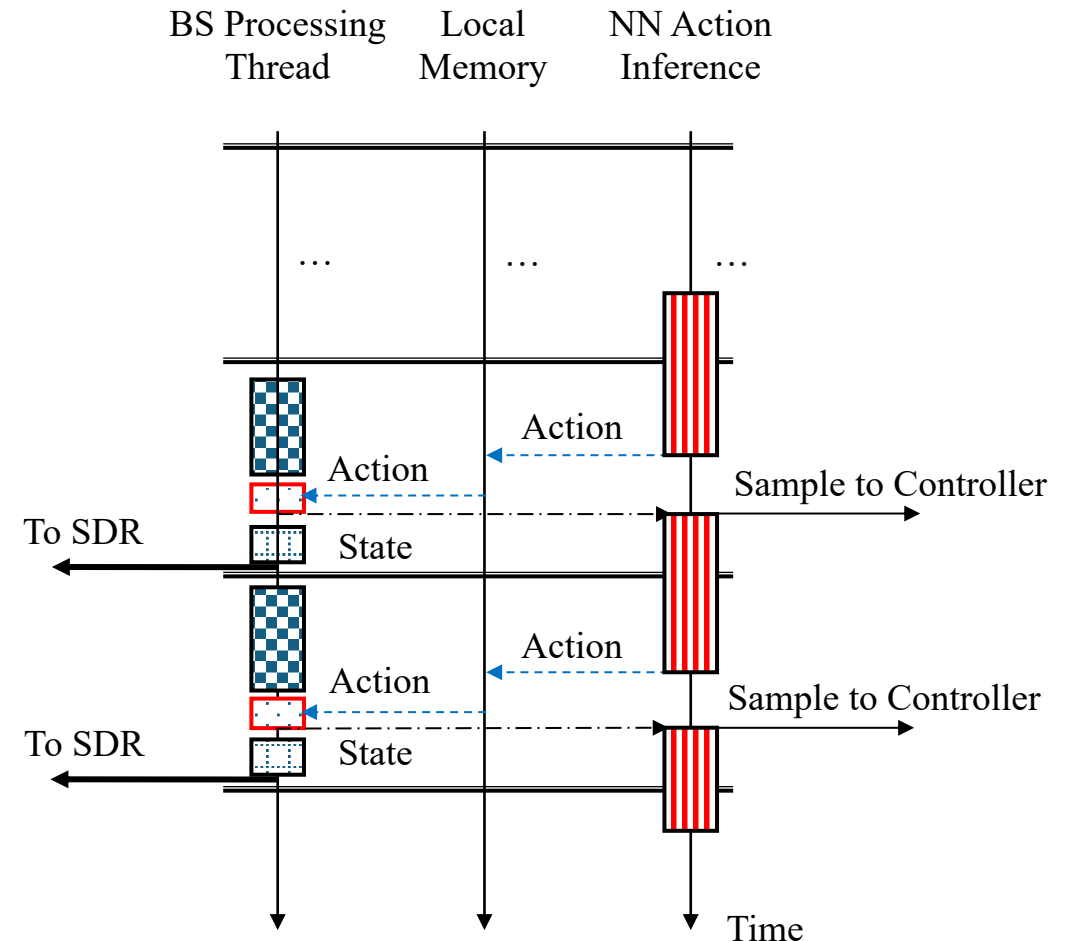 BS Processing
Thread
Local
Memory
NN Action
Inference
… … …
Action
Action
Sample to Controller
To SDR
State
Action
Action
Sample to Controller
To SDR
State
Time